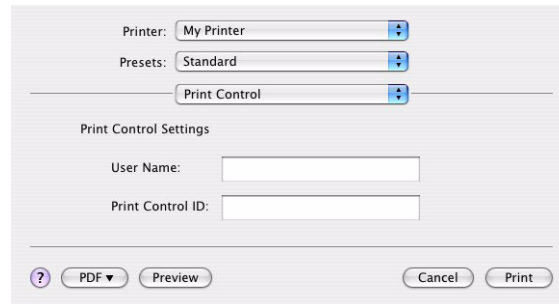 Printer: My Printer
Presets: Standard
Print Control
Print Control Settings
User Name:
Print Control ID:
? PDF ▼ Preview Cancel Print